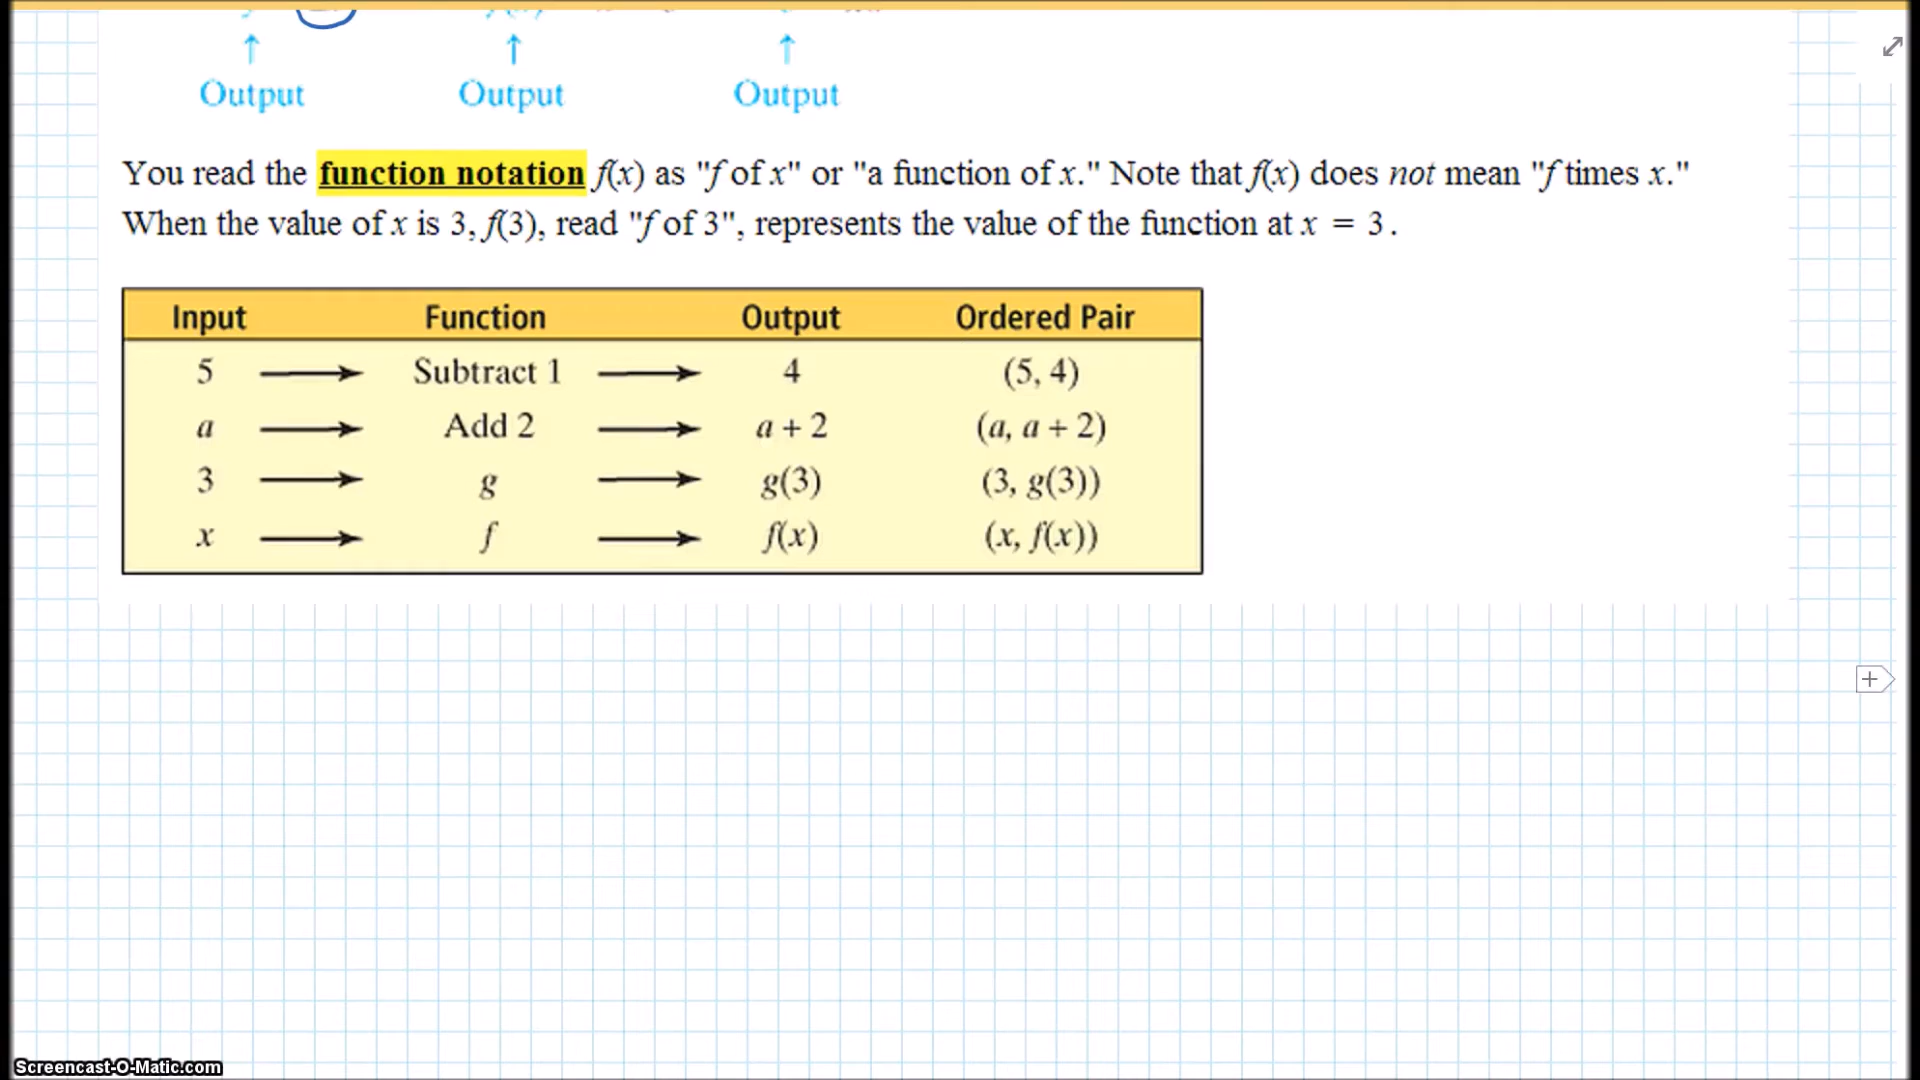 Output Output Output
You read the function notation f(x) as "f of x" or "a function of x." Note that f(x) does not mean "f times x."
When the value of x is 3, f(3), read "f of 3", represents the value of the function at x = 3.
Input Function Output Ordered Pair
5 Subtract 1 4 (5, 4)
a Add 2 a + 2 (a, a + 2)
3 g g(3) (3, g(3))
x f f(x) (x, f(x))
Screencast-O-Matic.com